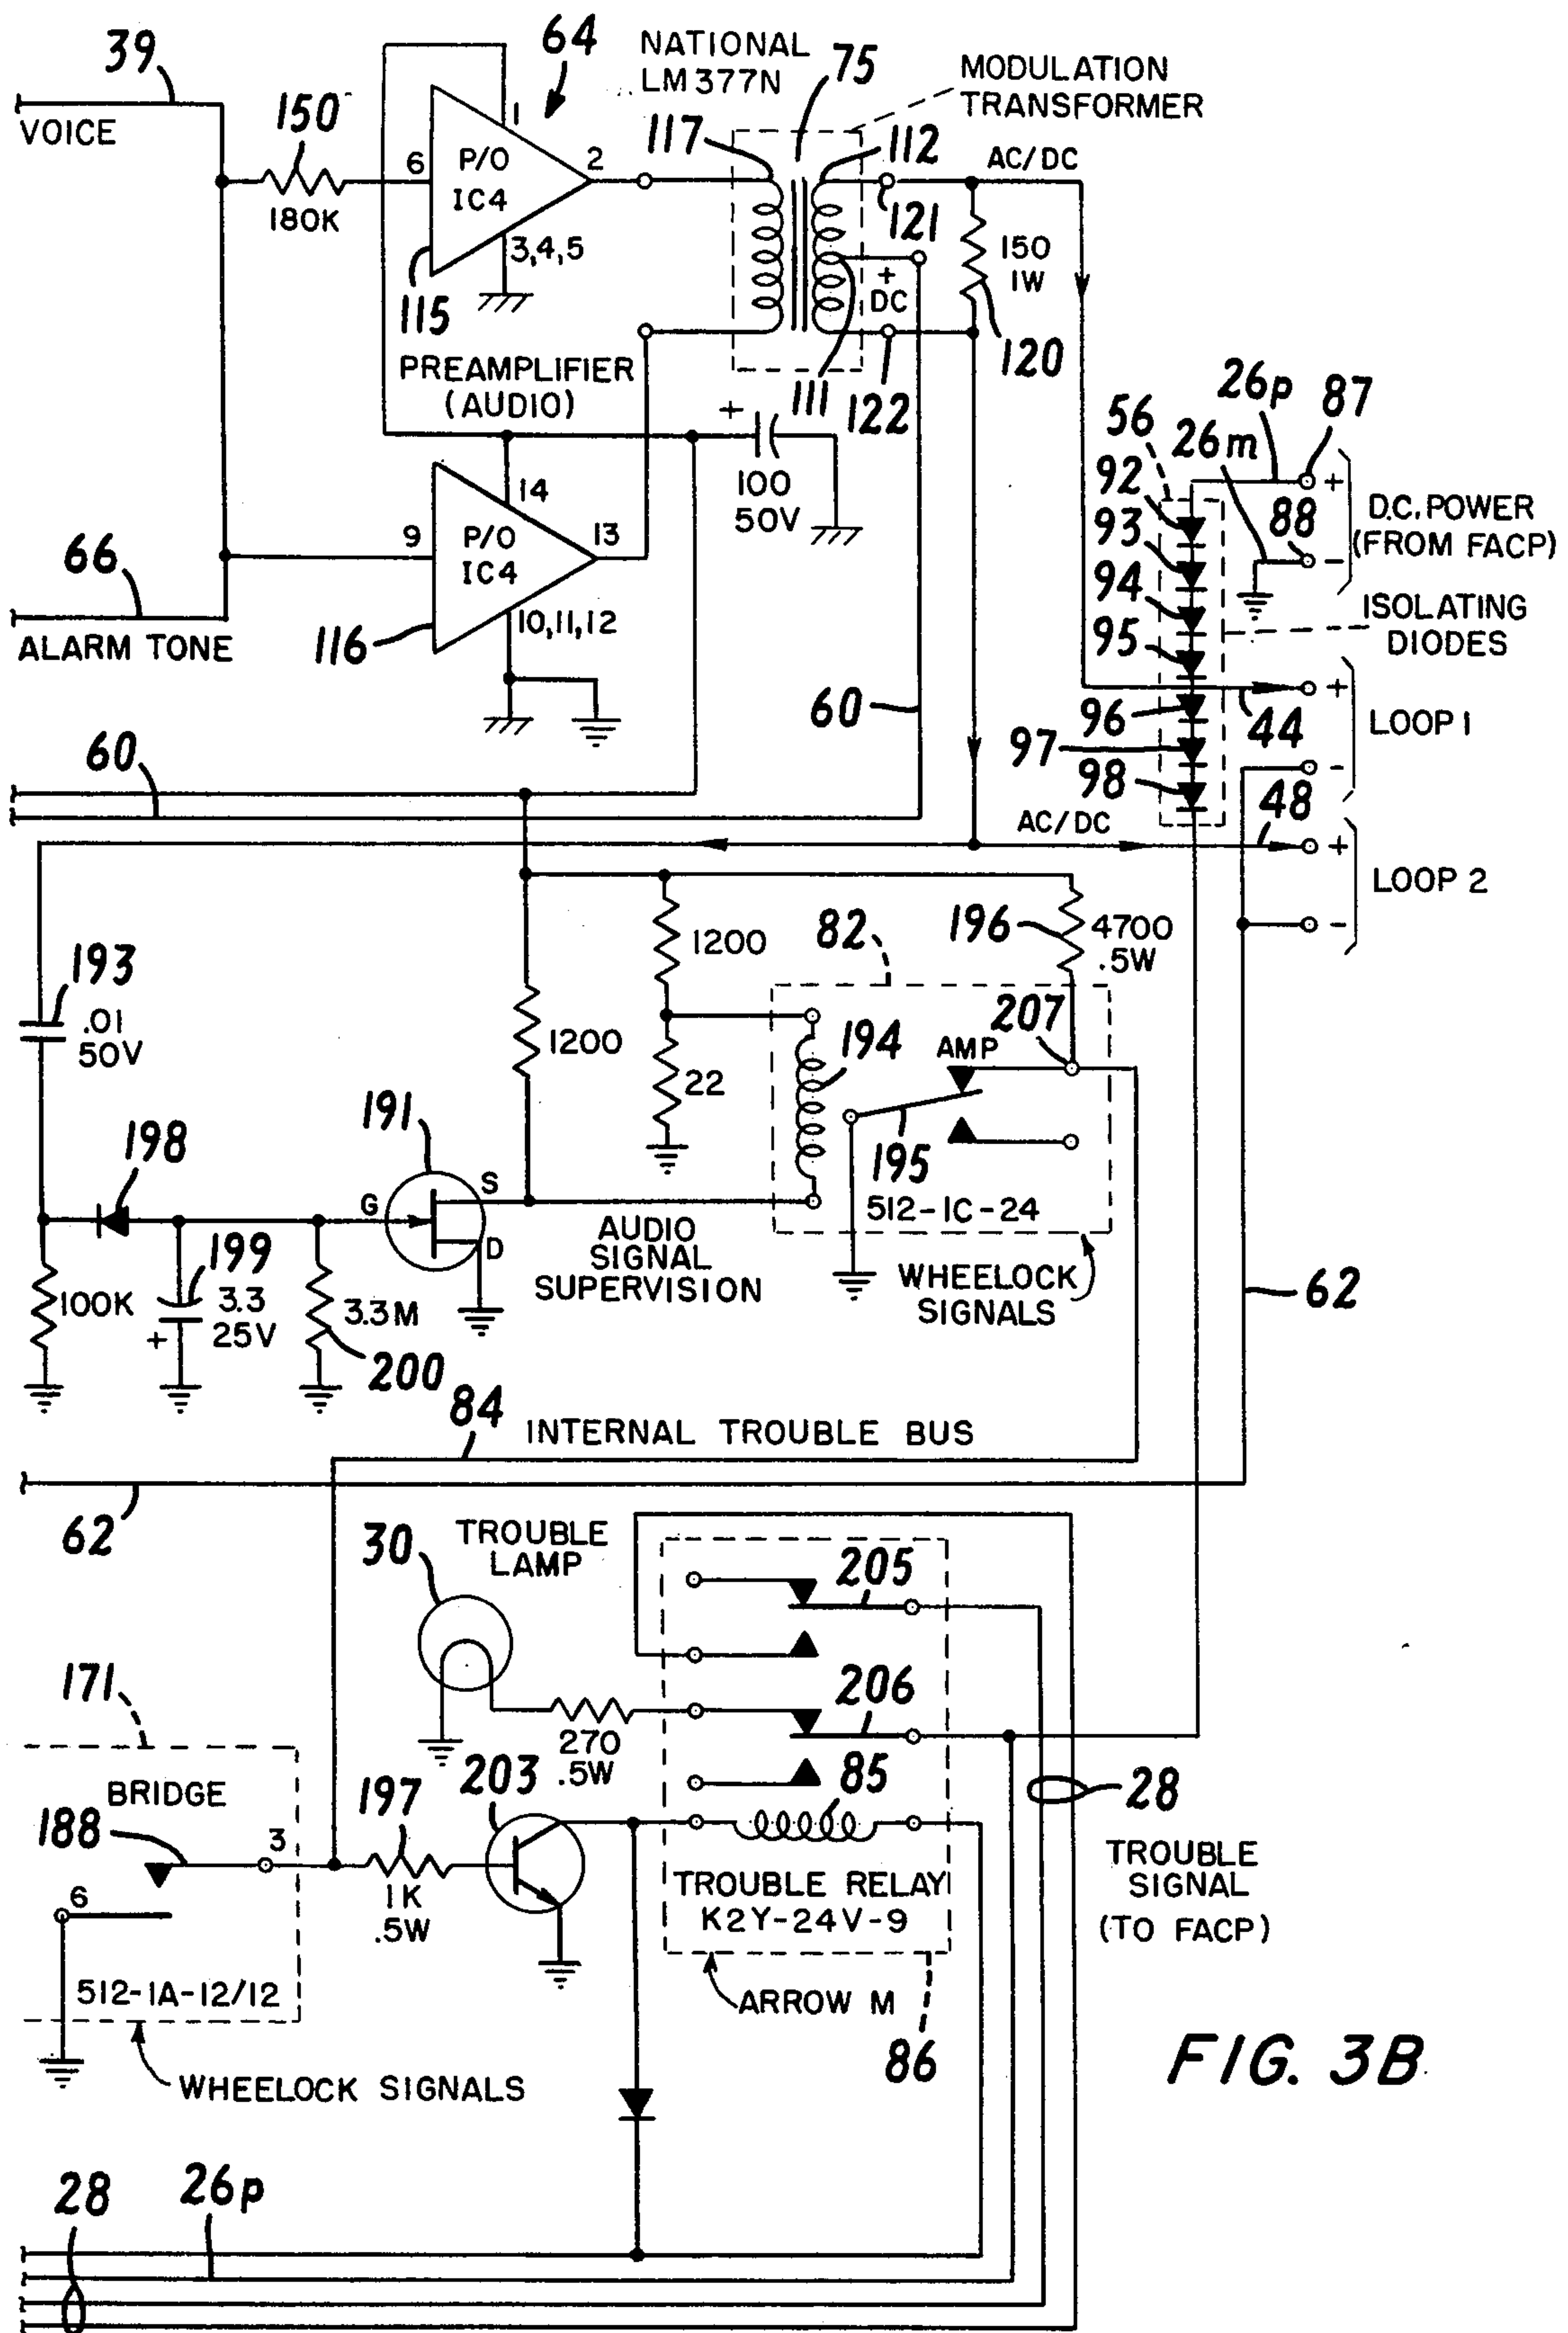 39
VOICE
150
180K
64
NATIONAL
LM377N
75
MODULATION
TRANSFORMER
1
6
P/O
IC4
2
3,4,5
115
117
112
AC/DC
121
+
DC
150
1W
120
111
122
PREAMPLIFIER
(AUDIO)
+
100
50V
14
9
P/O
IC4
13
10,11,12
116
66
ALARM TONE
56
26m
26p
87
92
93
94
95
96
97
98
88
+
-
D.C. POWER
(FROM FACP)
ISOLATING
DIODES
+
44
-
LOOP 1
60
60
AC/DC
48
+
-
LOOP 2
193
.01
50V
1200
1200
22
82
196
4700
.5W
194
AMP
207
195
512-1C-24
WHEELOCK
SIGNALS
198
191
G
S
D
AUDIO
SIGNAL
SUPERVISION
100K
199
3.3
25V
+
3.3M
200
62
84
INTERNAL TROUBLE BUS
62
30
TROUBLE
LAMP
205
206
270
.5W
85
171
BRIDGE
188
3
6
197
1K
.5W
203
TROUBLE RELAY
K2Y-24V-9
28
TROUBLE
SIGNAL
(TO FACP)
512-1A-12/12
WHEELOCK SIGNALS
ARROW M
86
FIG. 3B
28
26p